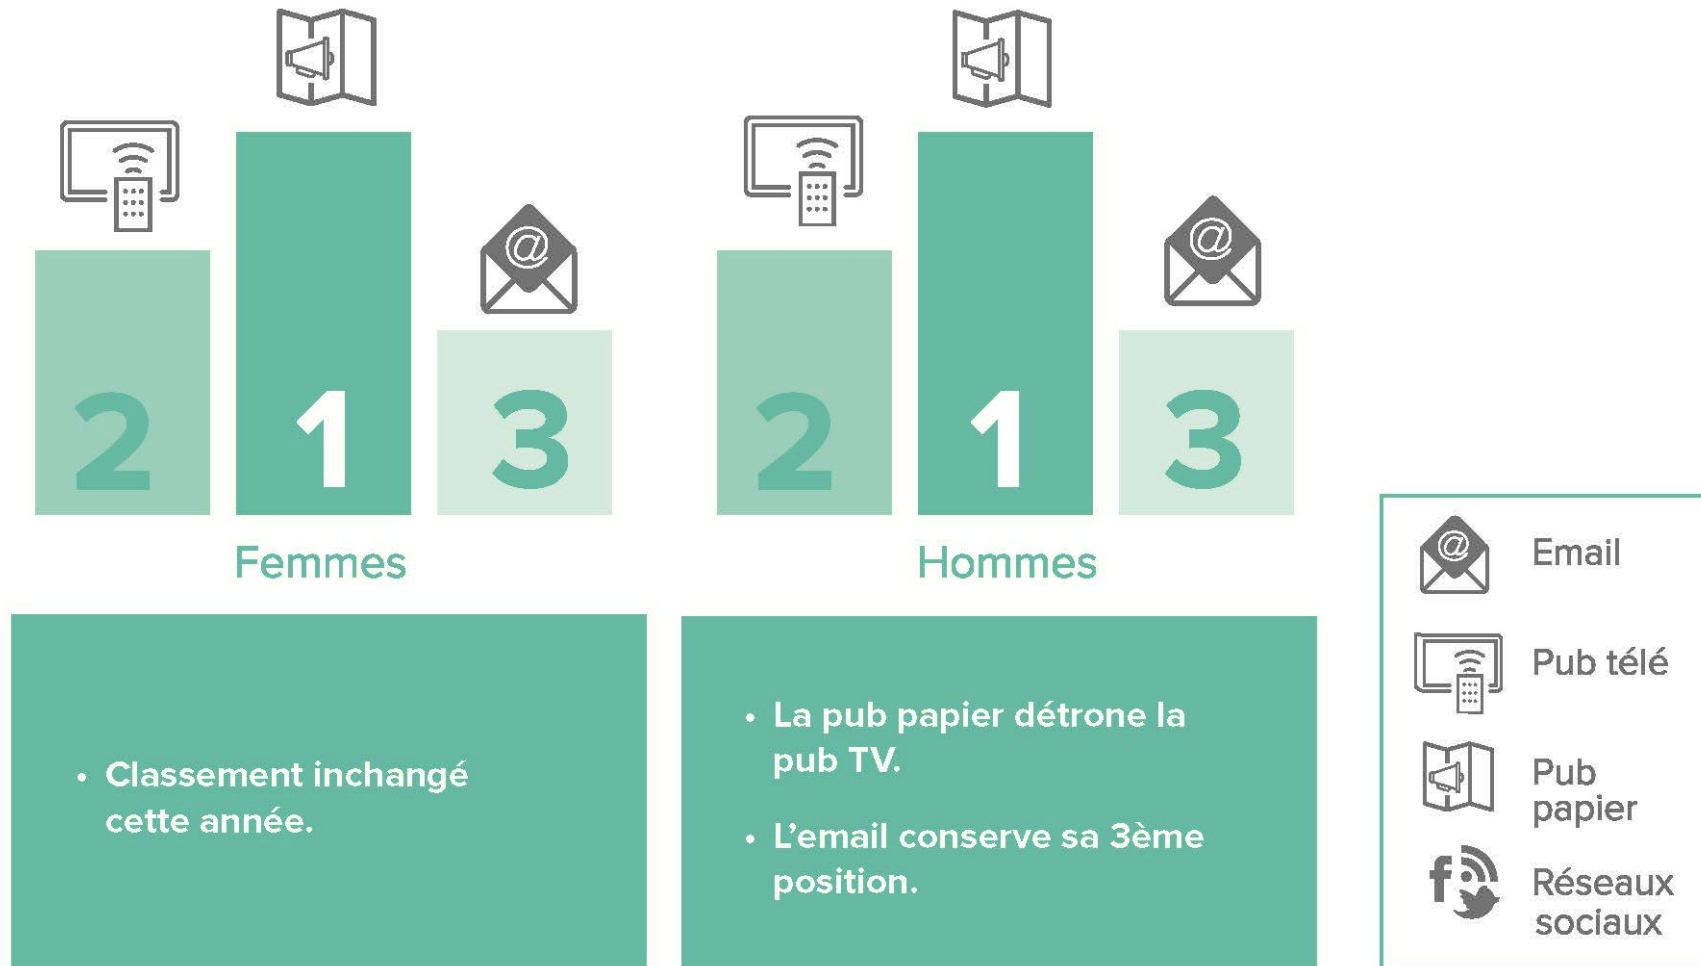 2
1
3
Femmes
2
1
3
Hommes
• Classement inchangé
cette année.
• La pub papier détrone la
pub TV.
• L’email conserve sa 3ème
position.
Email
Pub télé
Pub
papier
Réseaux
sociaux